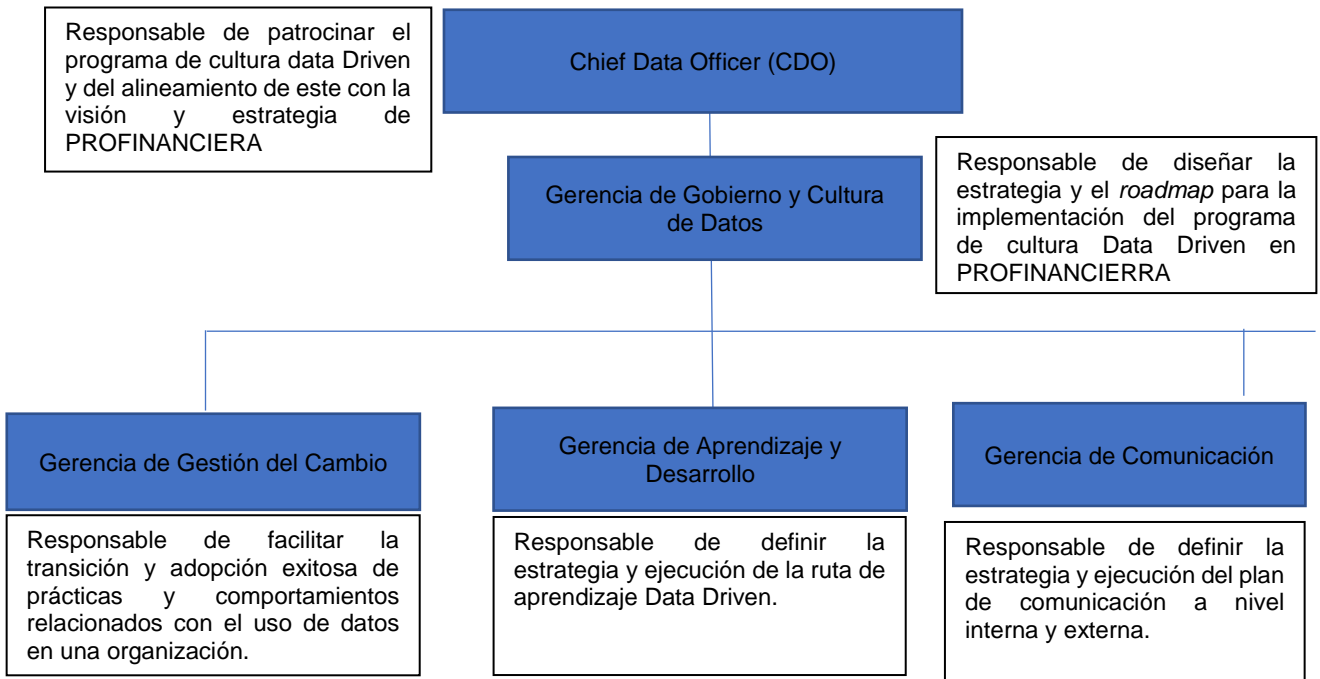 Responsable de patrocinar el
programa de cultura data Driven
y del alineamiento de este con la
visión y estrategia de
PROFINANCIERA
Chief Data Officer (CDO)
Gerencia de Gobierno y Cultura
de Datos
Responsable de diseñar la
estrategia y el roadmap para la
implementación del programa
de cultura Data Driven en
PROFINANCIERRA
Gerencia de Gestión del Cambio
Responsable de facilitar la
transición y adopción exitosa de
prácticas y comportamientos
relacionados con el uso de datos
en una organización.
Gerencia de Aprendizaje y
Desarrollo
Responsable de definir la
estrategia y ejecución de la ruta de
aprendizaje Data Driven.
Gerencia de Comunicación
Responsable de definir la
estrategia y ejecución del plan
de comunicación a nivel
interna y externa.